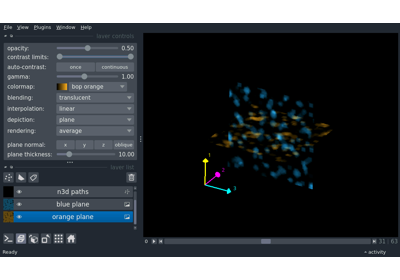 File View Plugins Window Help
layer controls
opacity: 0.50
contrast limits:
auto-contrast: once continuous
gamma: 1.00
colormap: bop orange
blending: translucent
interpolation: linear
depiction: plane
rendering: average
plane normal: x y z oblique
plane thickness: 10.00
layer list
n3d paths
blue plane
orange plane
31 63
Ready activity